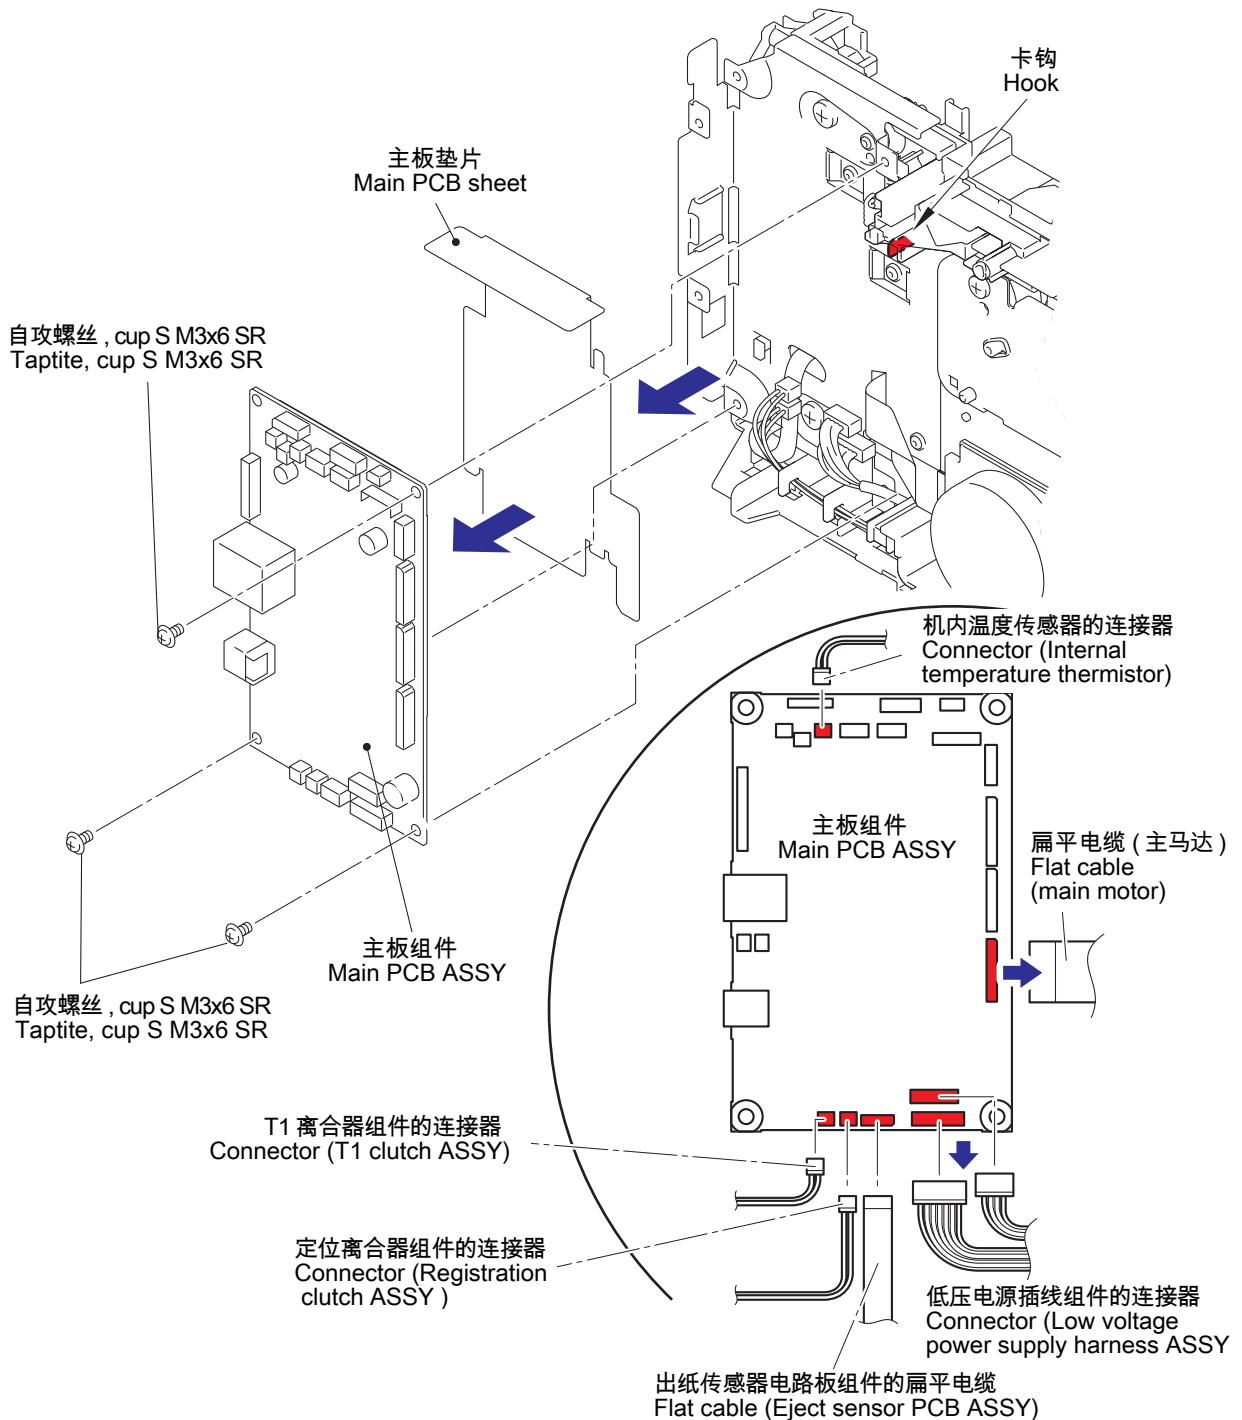 卡钩
Hook
主板垫片
Main PCB sheet
自攻螺丝 , cup S M3x6 SR
Taptite, cup S M3x6 SR
机内温度传感器的连接器
Connector (Internal
temperature thermistor)
主板组件
Main PCB ASSY
扁平电缆 ( 主马达 )
Flat cable
(main motor)
主板组件
Main PCB ASSY
自攻螺丝 , cup S M3x6 SR
Taptite, cup S M3x6 SR
T1 离合器组件的连接器
Connector (T1 clutch ASSY)
定位离合器组件的连接器
Connector (Registration
clutch ASSY )
低压电源插线组件的连接器
Connector (Low voltage
power supply harness ASSY
出纸传感器电路板组件的扁平电缆
Flat cable (Eject sensor PCB ASSY)